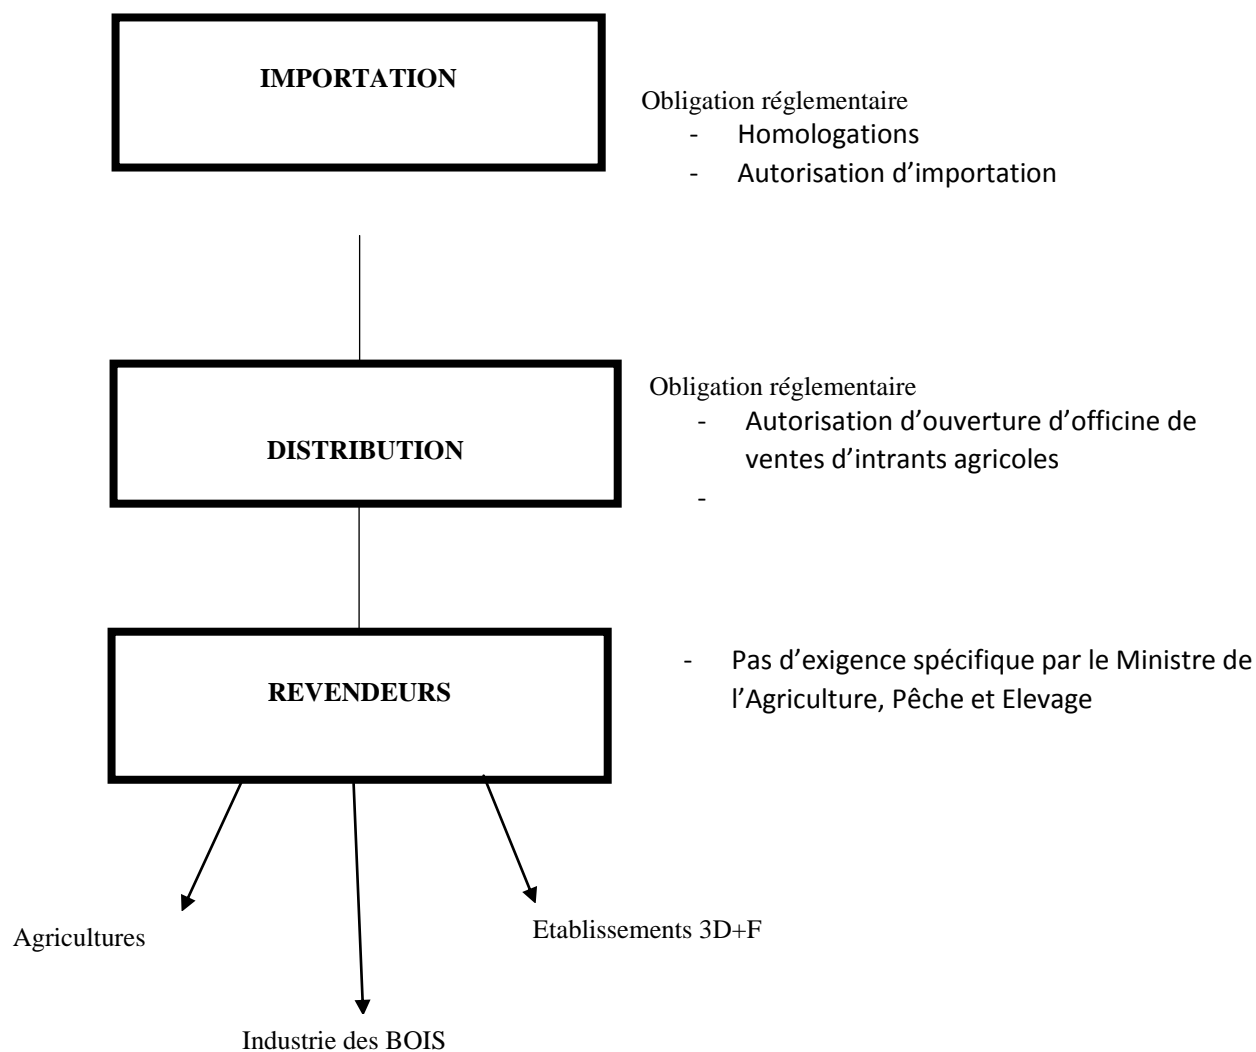 IMPORTATION
Obligation réglementaire
- Homologations
- Autorisation d’importation
DISTRIBUTION
Obligation réglementaire
- Autorisation d’ouverture d’officine de
ventes d’intrants agricoles
-
REVENDEURS
- Pas d’exigence spécifique par le Ministre de
l’Agriculture, Pêche et Elevage
Agricultures
Etablissements 3D+F
Industrie des BOIS